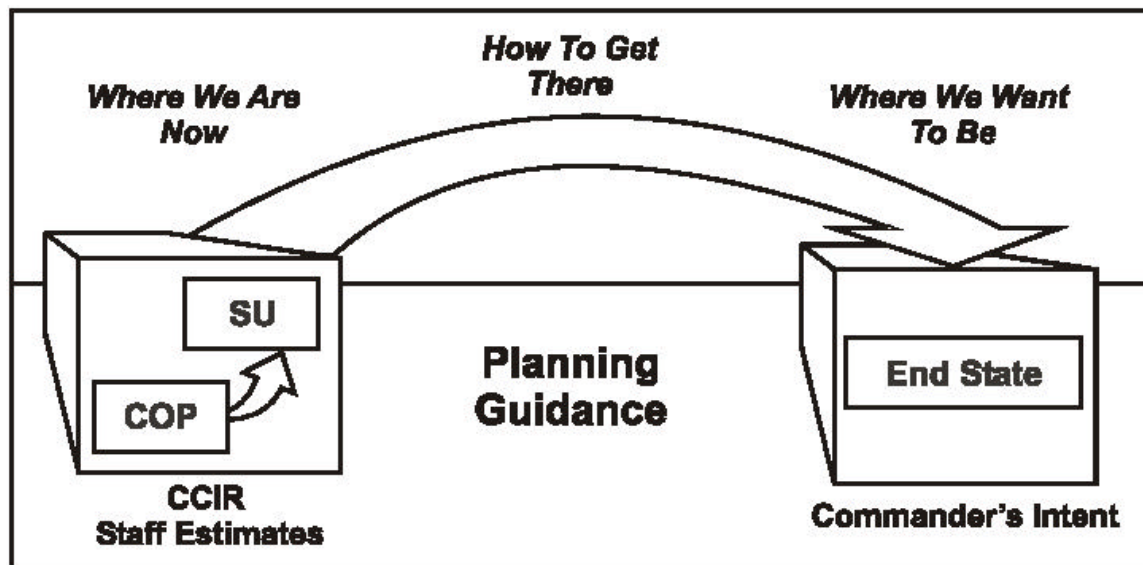 How To Get
There
Where We Are
Now
Where We Want
To Be
SU
COP
Planning
Guidance
End State
CCIR
Staff Estimates
Commander's Intent